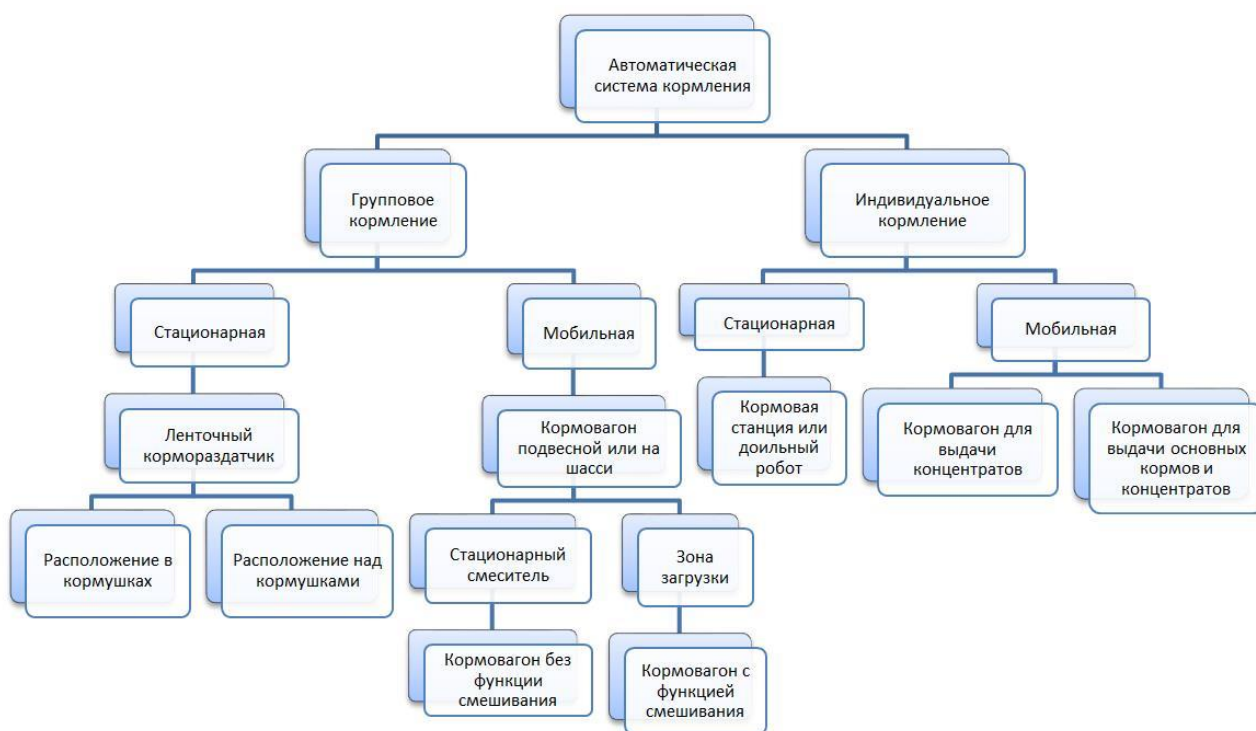 Автоматическая
система кормления
Групповое
кормление
Индивидуальное
кормление
Стационарная
Мобильная
Стационарная
Мобильная
Ленточный
кормораздатчик
Кормовагон
подвесной или на
шасси
Кормовая
станция или
доильный
робот
Кормовагон для
выдачи
концентратов
Кормовагон для
выдачи основных
кормов и
концентратов
Расположение в
кормушках
Расположение над
кормушками
Стационарный
смеситель
Зона
загрузки
Кормовагон без
функции
смешивания
Кормовагон с
функцией
смешивания